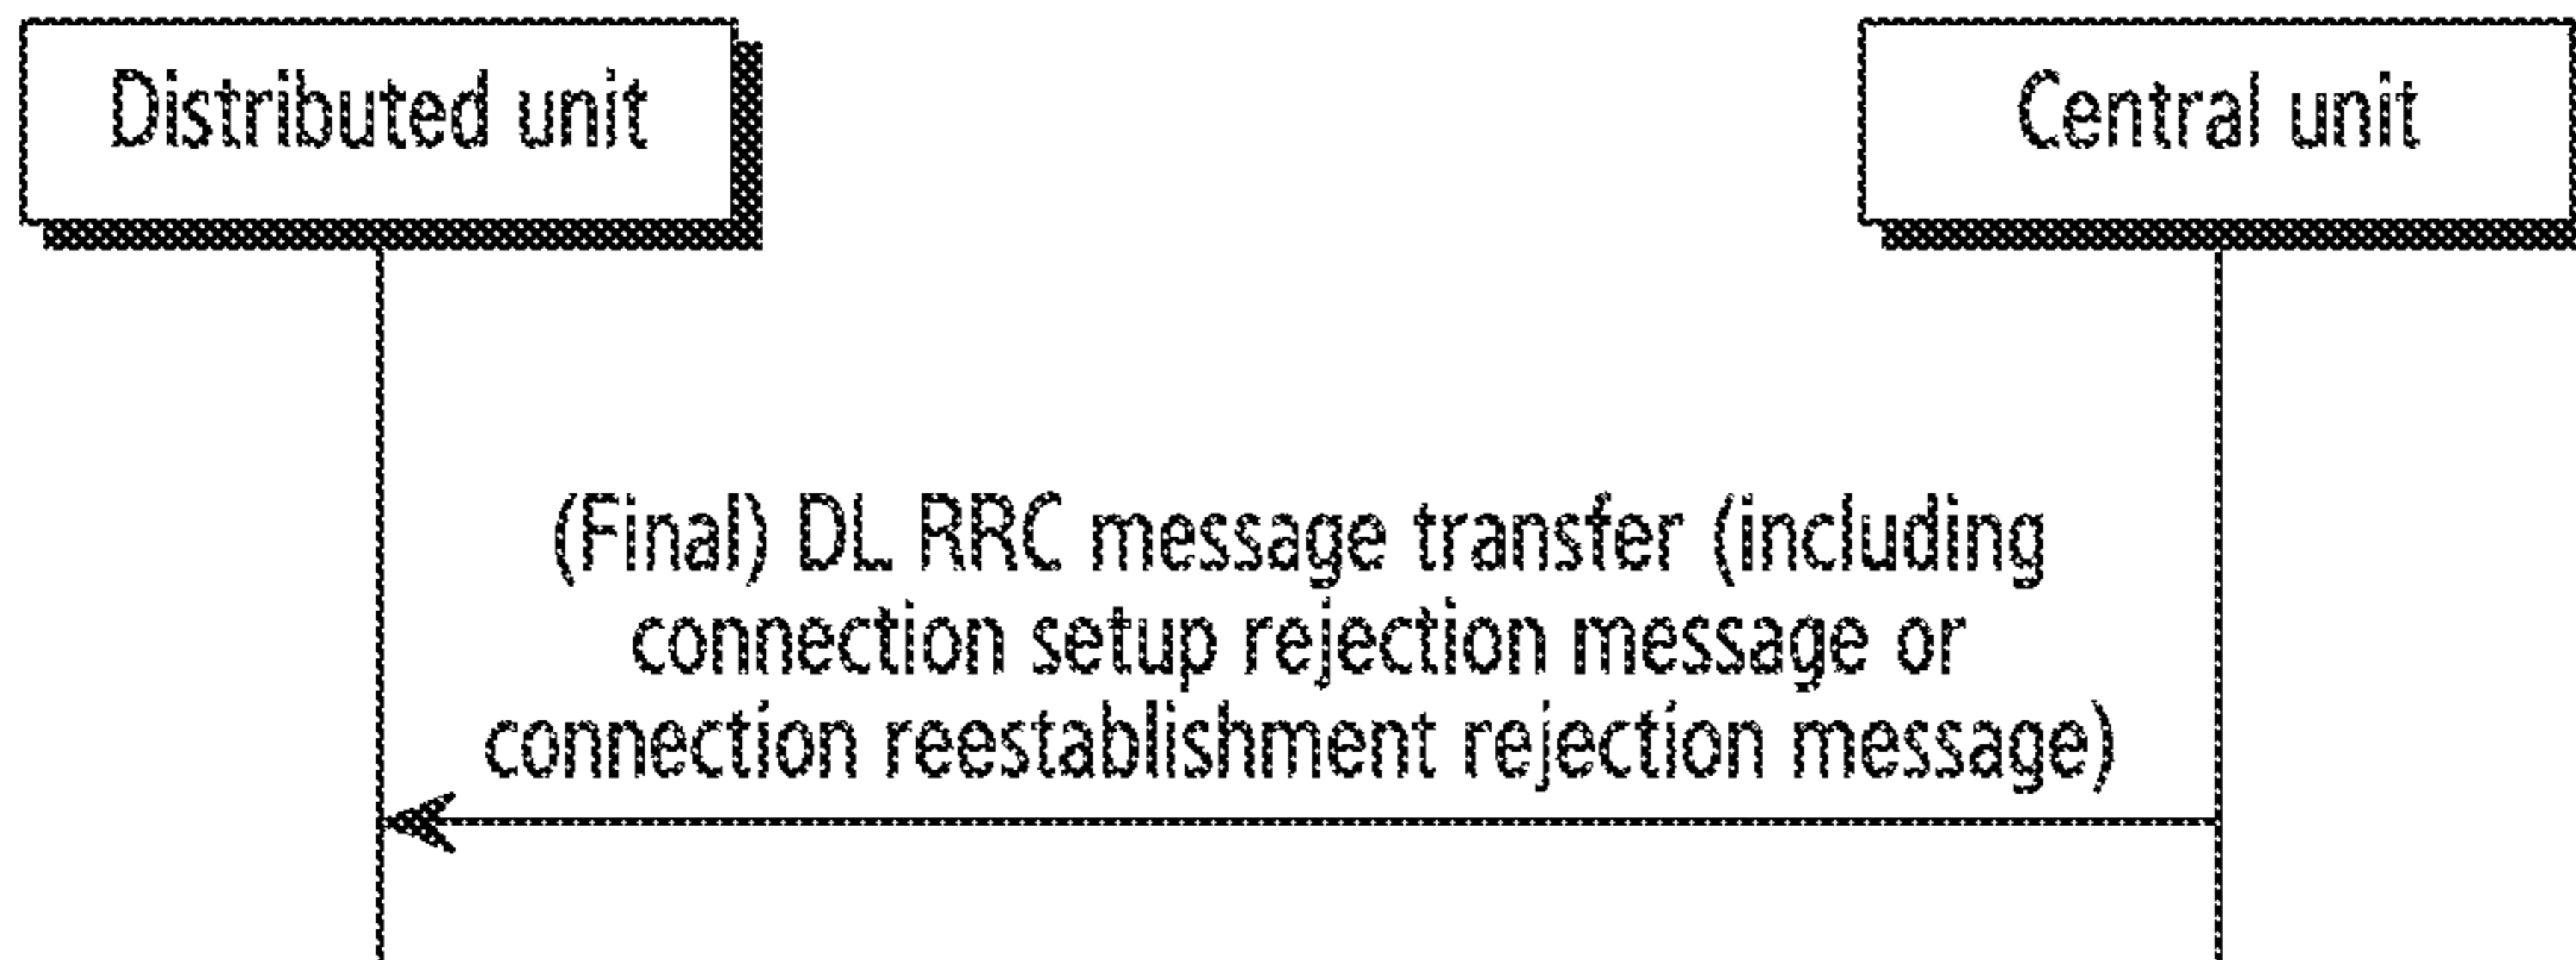 Distributed unit
Central unit
(Final) DL RRC message transfer (including
connection setup rejection message or
connection reestablishment rejection message)